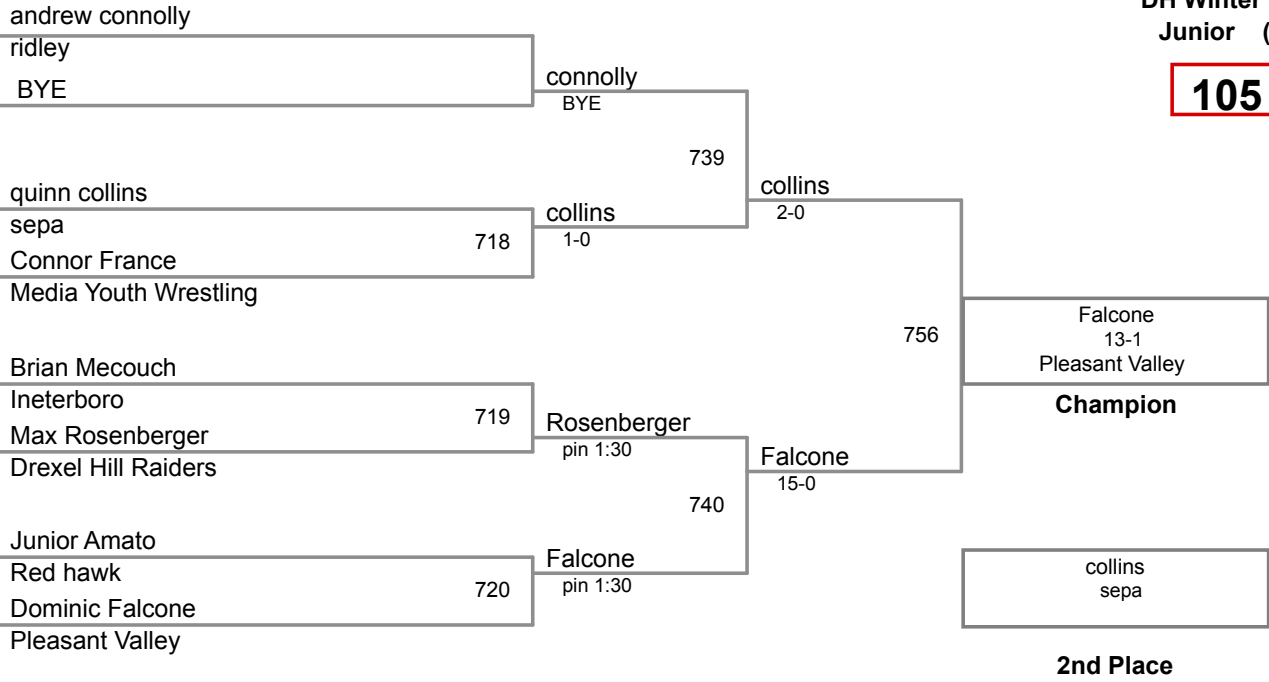 DH Winter
Junior (
105
andrew connolly
ridley
BYE
connolly
BYE
739
quinn collins
sepa
718
Connor France
Media Youth Wrestling
collins
1-0
collins
2-0
Brian Mecouch
Ineterboro
719
Max Rosenberger
Drexel Hill Raiders
Rosenberger
pin 1:30
740
Junior Amato
Red hawk
720
Dominic Falcone
Pleasant Valley
Falcone
pin 1:30
Falcone
15-0
756
Falcone
13-1
Pleasant Valley
Champion
collins
sepa
2nd Place